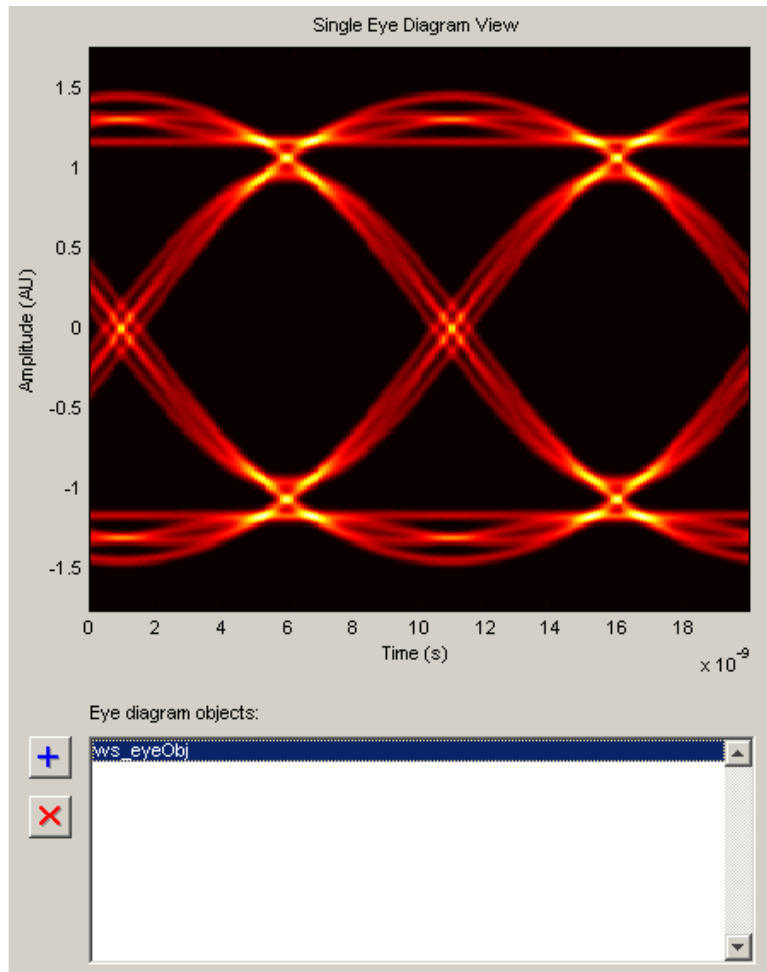 Single Eye Diagram View
1.5
1
0.5
0
-0.5
-1
-1.5
Amplitude (AU)
0 2 4 6 8 10 12 14 16 18
Time (s)
x 10^-9
Eye diagram objects:
ws_eyeObj